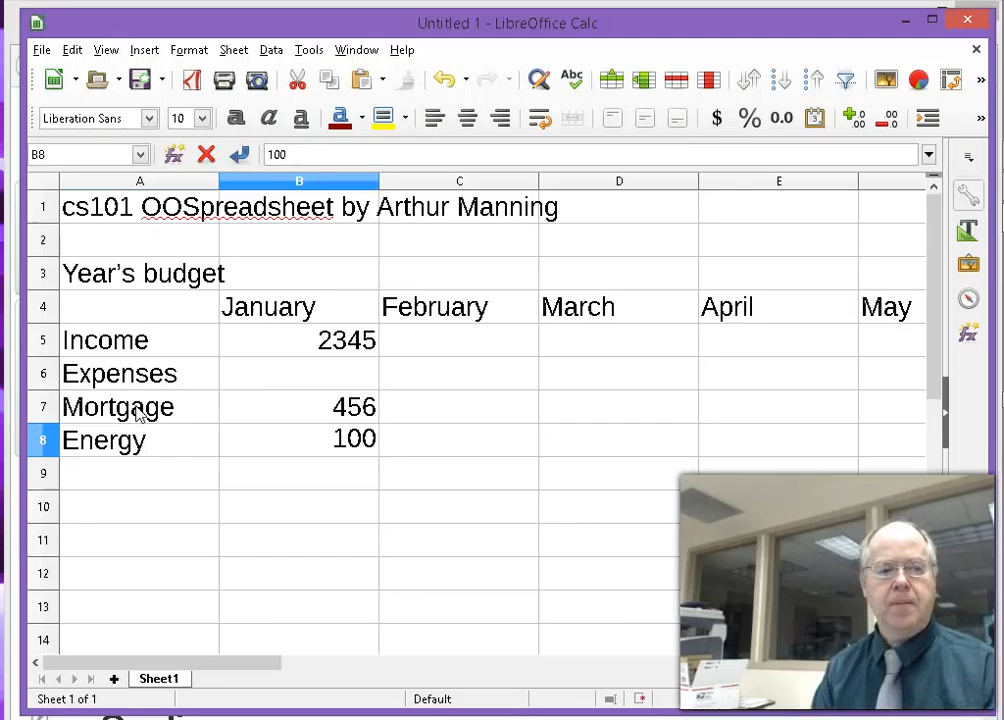 Untitled 1 - LibreOffice Calc
File Edit View Insert Format Sheet Data Tools Window Help
Abc
Liberation Sans 10 a a a a $ % 0.0
B8 100
A B C D E
1 cs101 OOSpreadsheet by Arthur Manning
2
3 Year's budget
4 January February March April May
5 Income 2345
6 Expenses
7 Mortgage 456
8 Energy 100
9
10
11
12
13
14
Sheet1
Sheet 1 of 1 Default